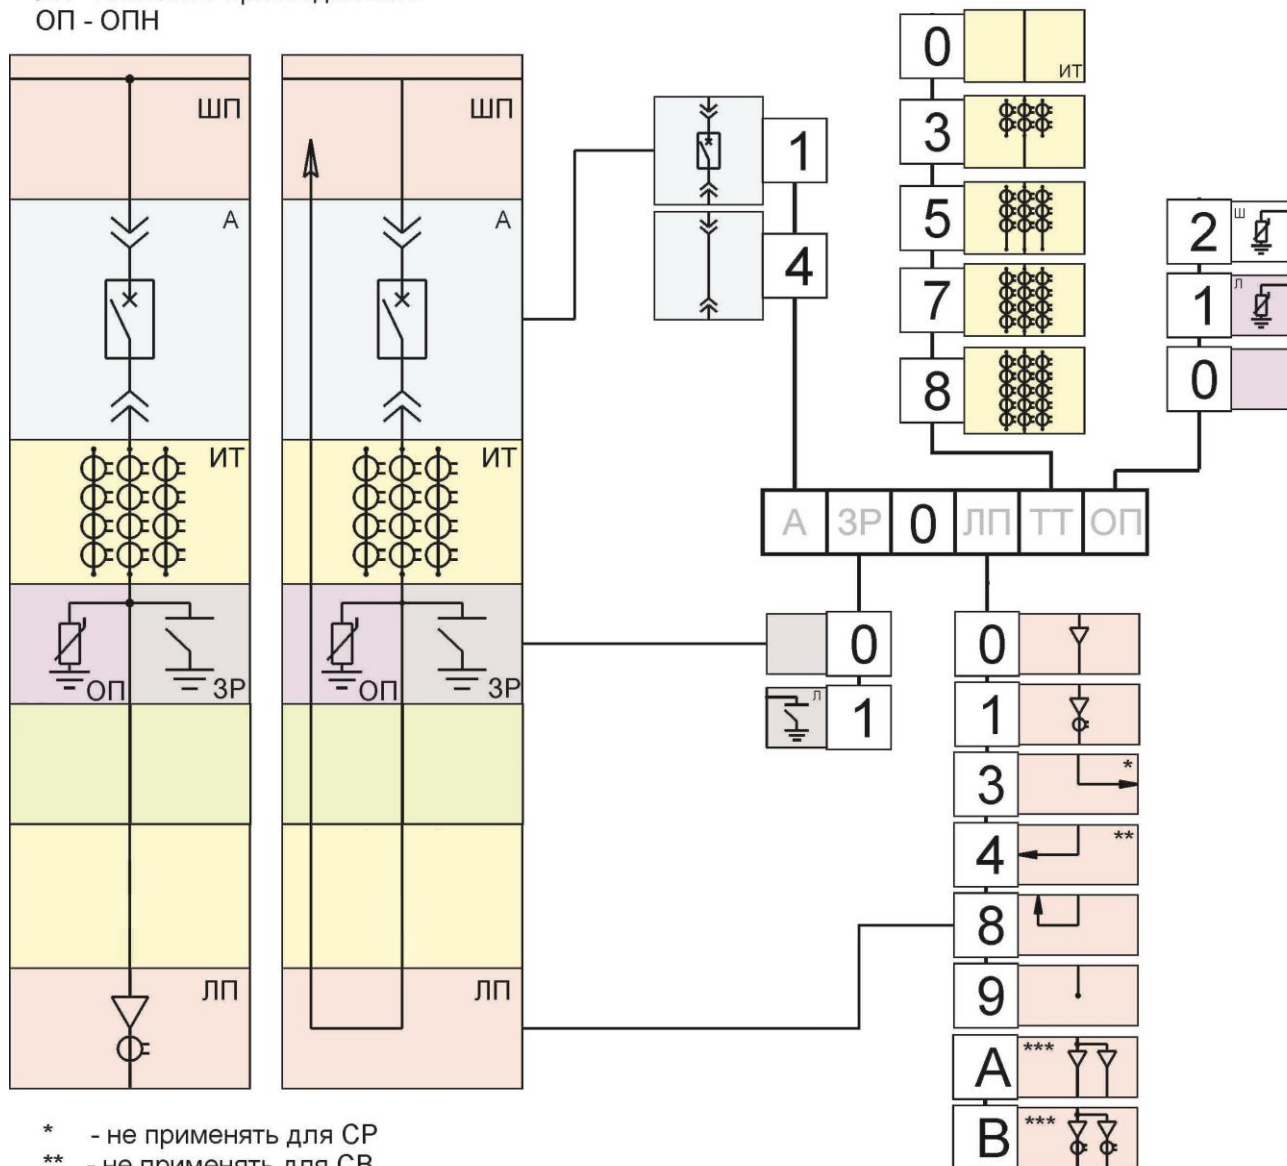 ОП - ОПН
ШП
А
ИТ
ОП
ЗР
ЛП
ШП
А
ИТ
ОП
ЗР
ЛП
1
4
0
ИТ
3
5
7
8
2
Ш
1
Л
0
А ЗР 0 ЛП ТТ ОП
0
1
Л
0
1
3
*
4
**
8
9
A
***
B
***
* - не применять для СР
** - не применять для СВ